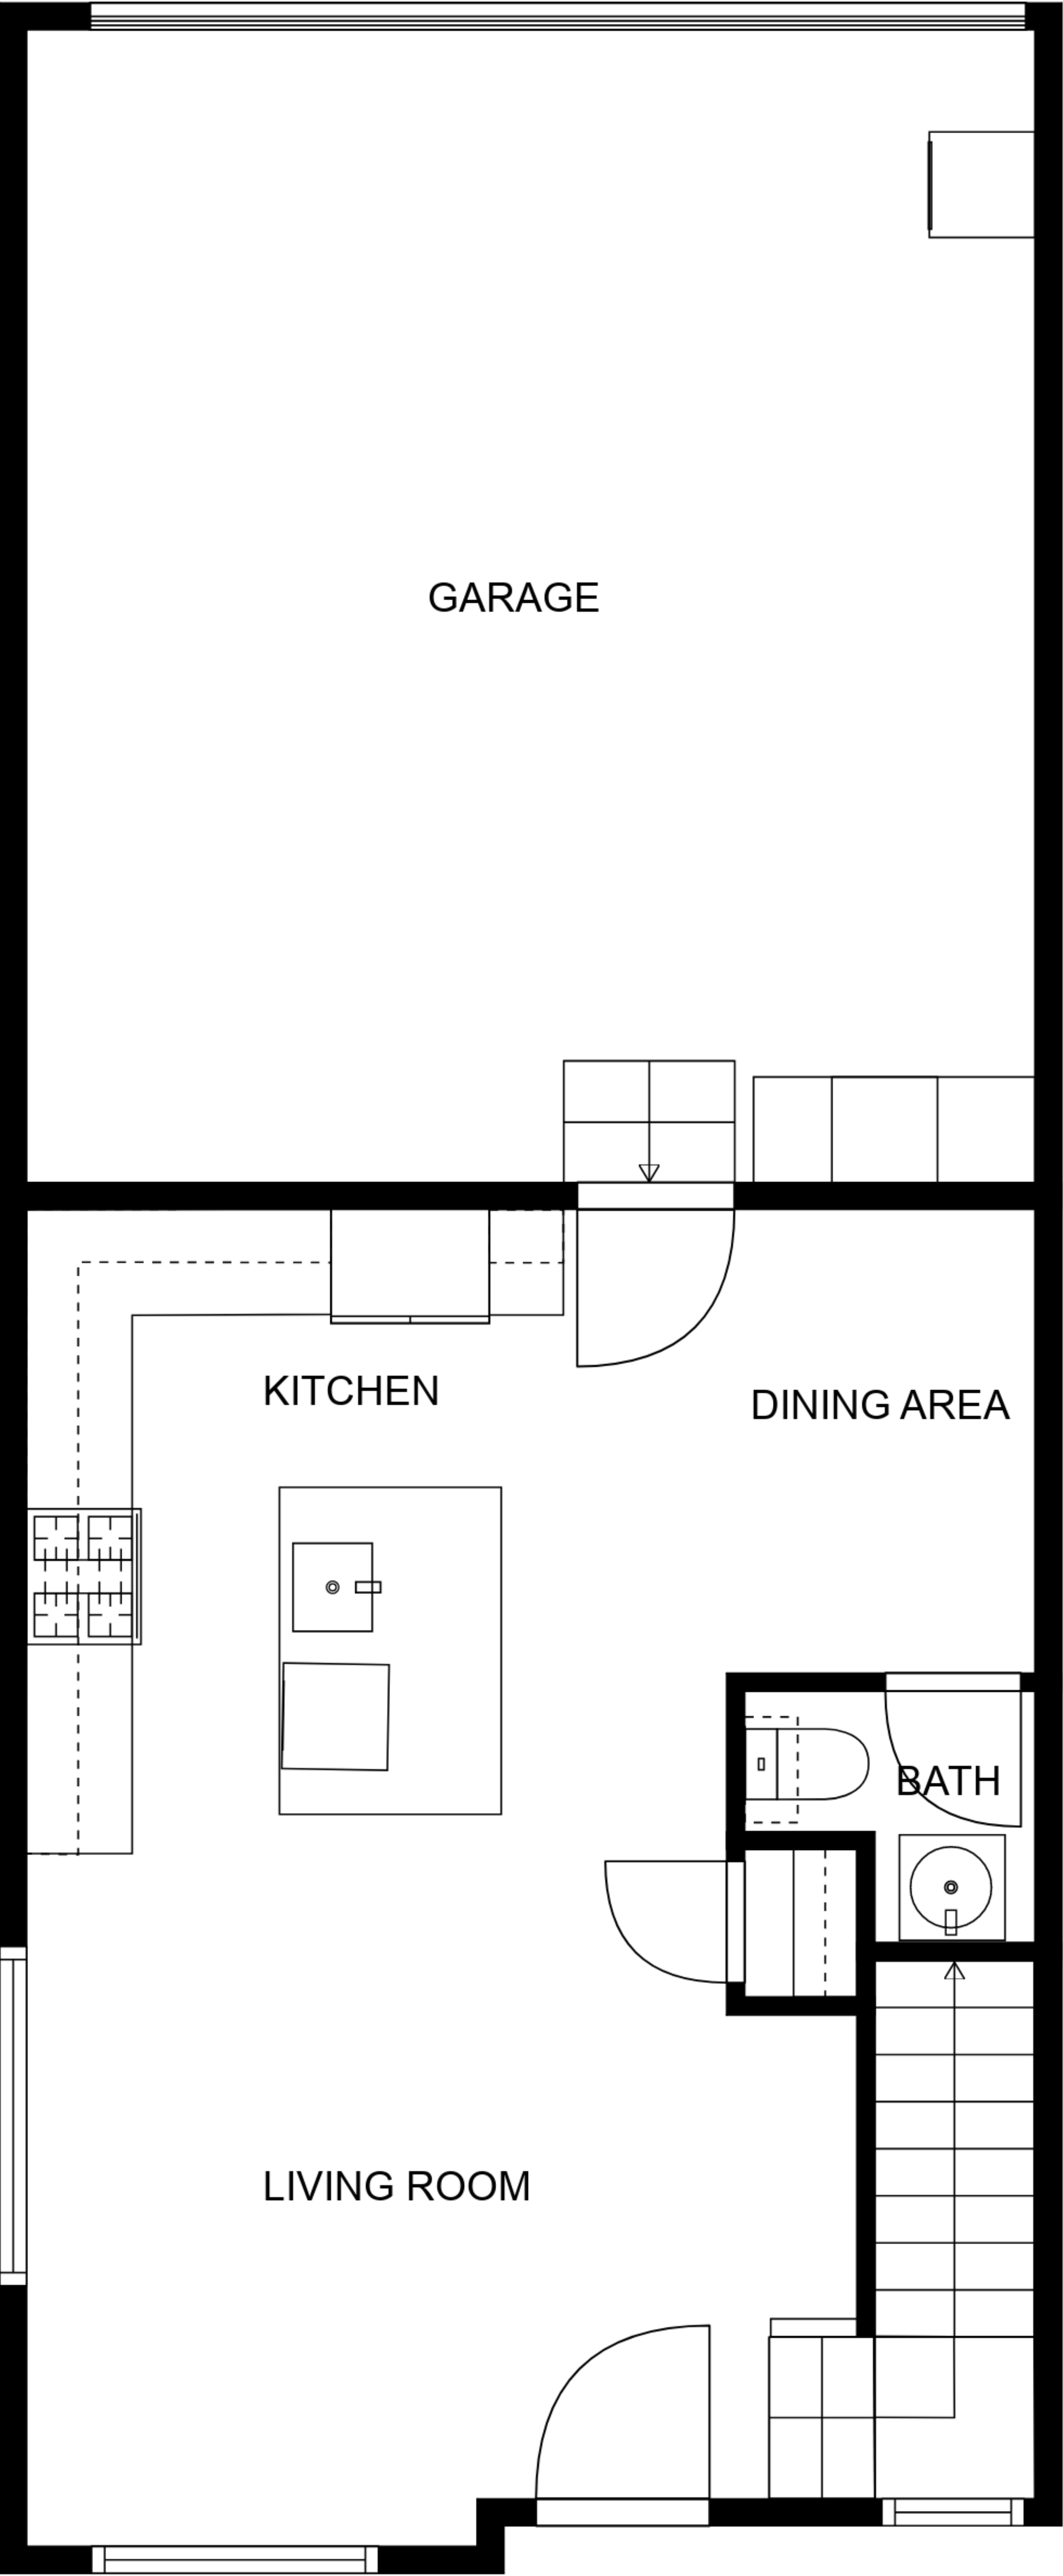 GARAGE
KITCHEN
DINING AREA
BATH
LIVING ROOM